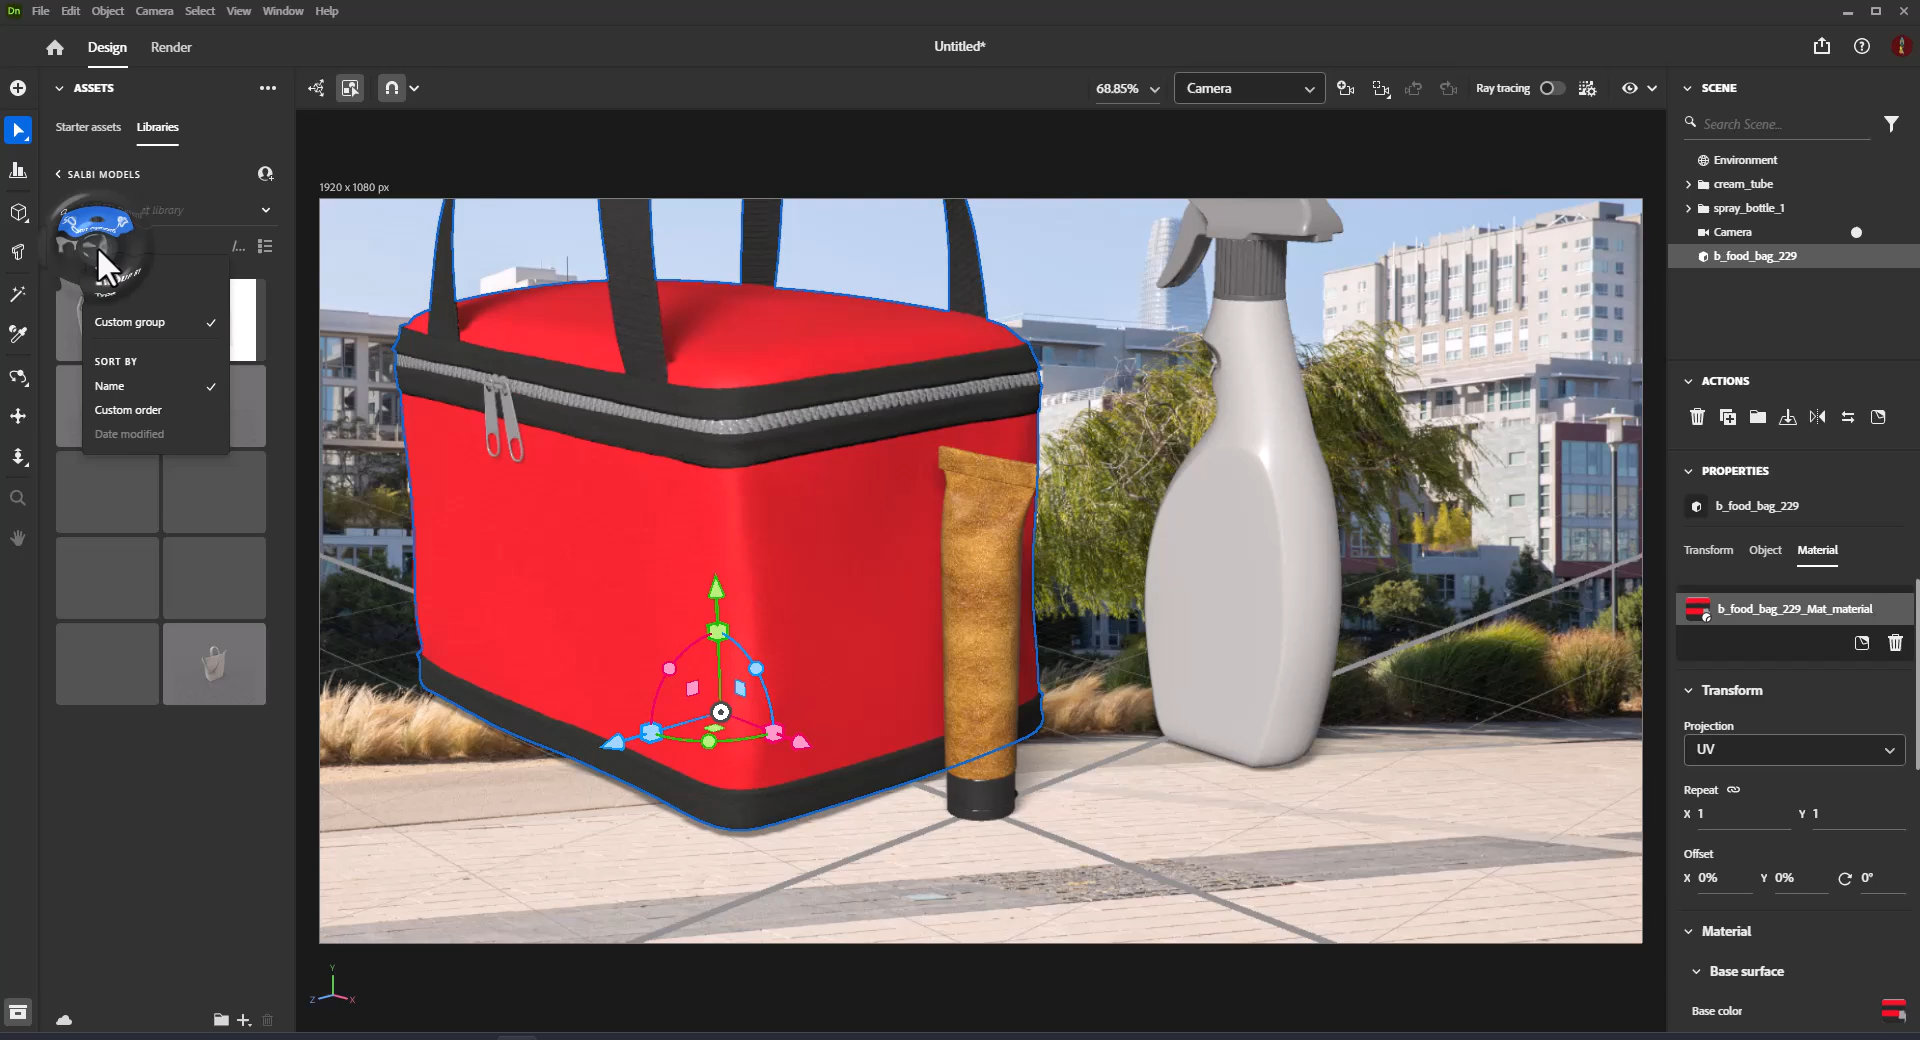 Dn File Edit Object Camera Select View Window Help
Design Render Untitled*
ASSETS
Starter assets Libraries
SALBI MODELS
st library
/...
Type
Custom group
SORT BY
Name
Custom order
Date modified
68.85% Camera Ray tracing
1920 x 1080 px
Y
Z X
SCENE
Search Scene...
Environment
cream_tube
spray_bottle_1
Camera
b_food_bag_229
ACTIONS
PROPERTIES
b_food_bag_229
Transform Object Material
b_food_bag_229_Mat_material
Transform
Projection
UV
Repeat
X 1 Y 1
Offset
X 0% Y 0% 0°
Material
Base surface
Base color